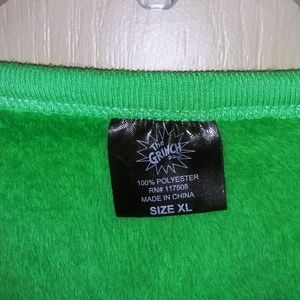 The
GRINCH
100% POLYESTER
RN# 117508
MADE IN CHINA
SIZE XL